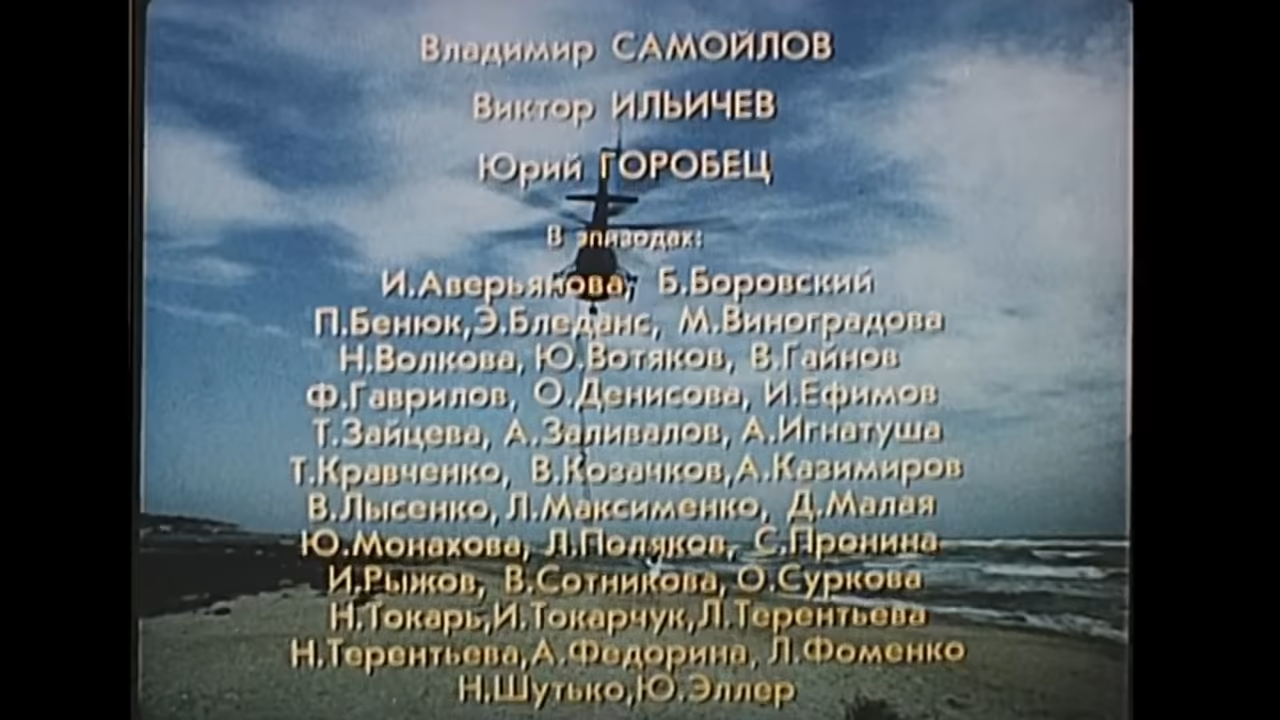 Владимир САМОЙЛОВ
Виктор ИЛЬИЧЕВ
Юрий ГОРОБЕЦ
В эпизодах:
И.Аверьянова, Б.Боровский
П.Бенюк,Э.Бледанс, М.Виноградова
Н.Волкова, Ю.Вотяков, В.Гайнов
Ф.Гаврилов, О.Денисова, И.Ефимов
Т.Зайцева, А.Заливалов, А.Игнатуша
Т.Кравченко, В.Козачков,А.Казимиров
В.Лысенко, Л.Максименко, Д.Малая
Ю.Монахова, Л.Поляков, С.Пронина
И.Рыжов, В.Сотникова, О.Суркова
Н.Токарь,И.Токарчук,Л.Терентьева
Н.Терентьева,А.Федорина, Л.Фоменко
Н.Шутько,Ю.Эллер